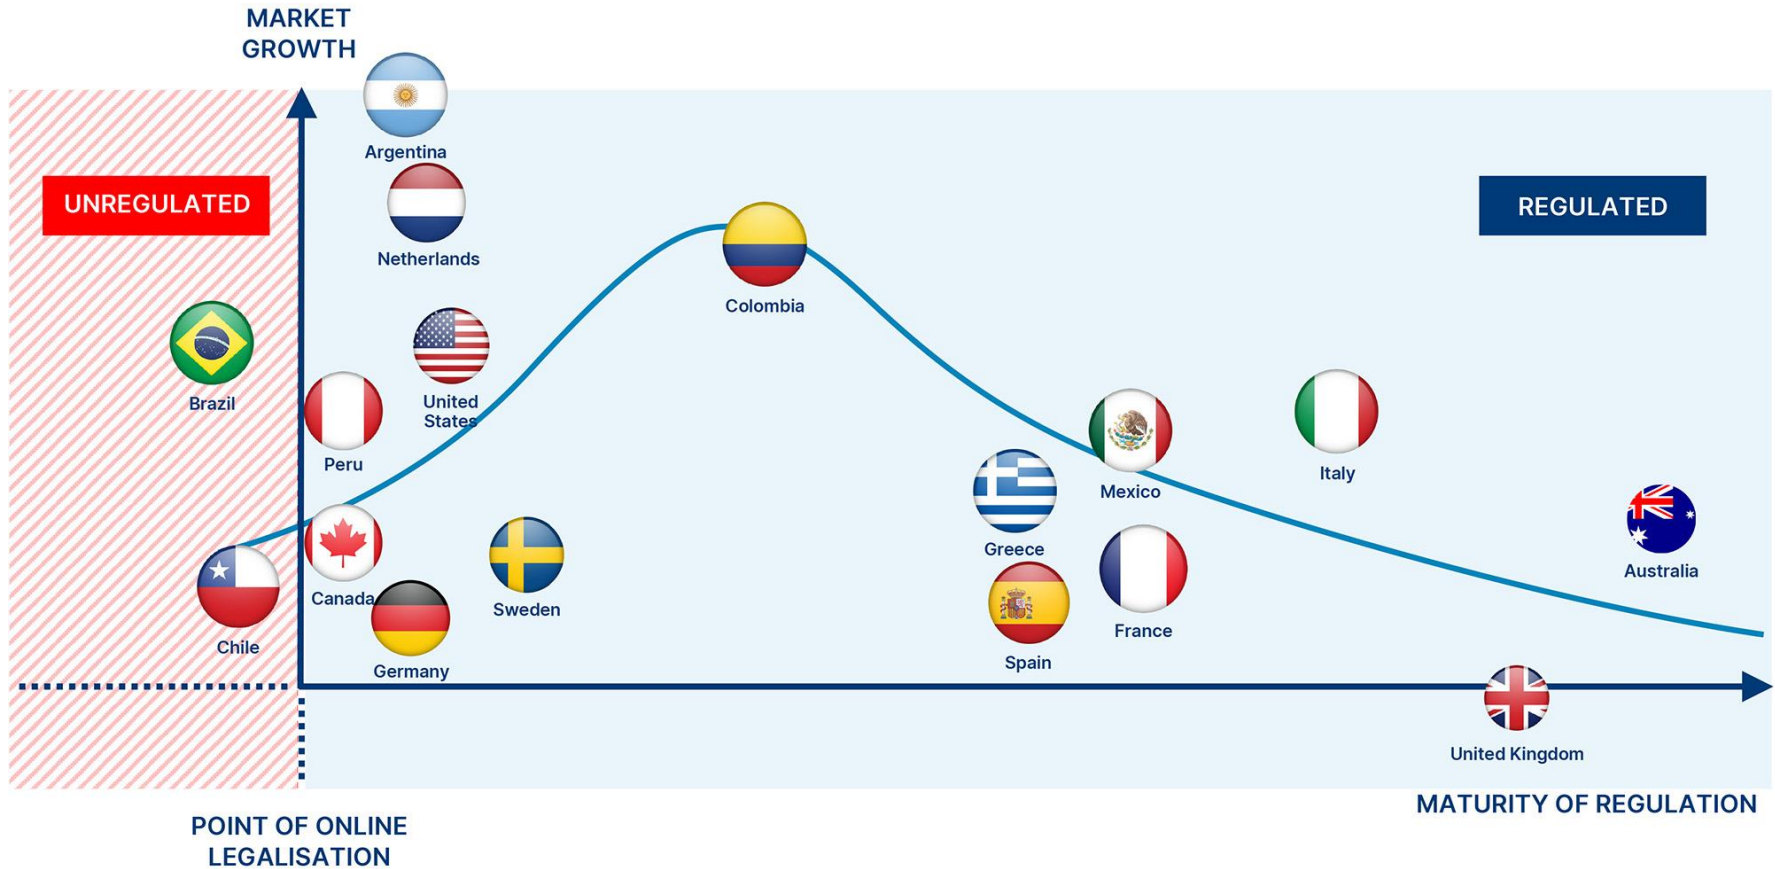 MARKET
GROWTH
Argentina
UNREGULATED
REGULATED
Netherlands
Colombia
Brazil
United
States
Peru
Italy
Mexico
Greece
Australia
Canada
Sweden
France
Chile
Spain
Germany
United Kingdom
MATURITY OF REGULATION
POINT OF ONLINE
LEGALISATION